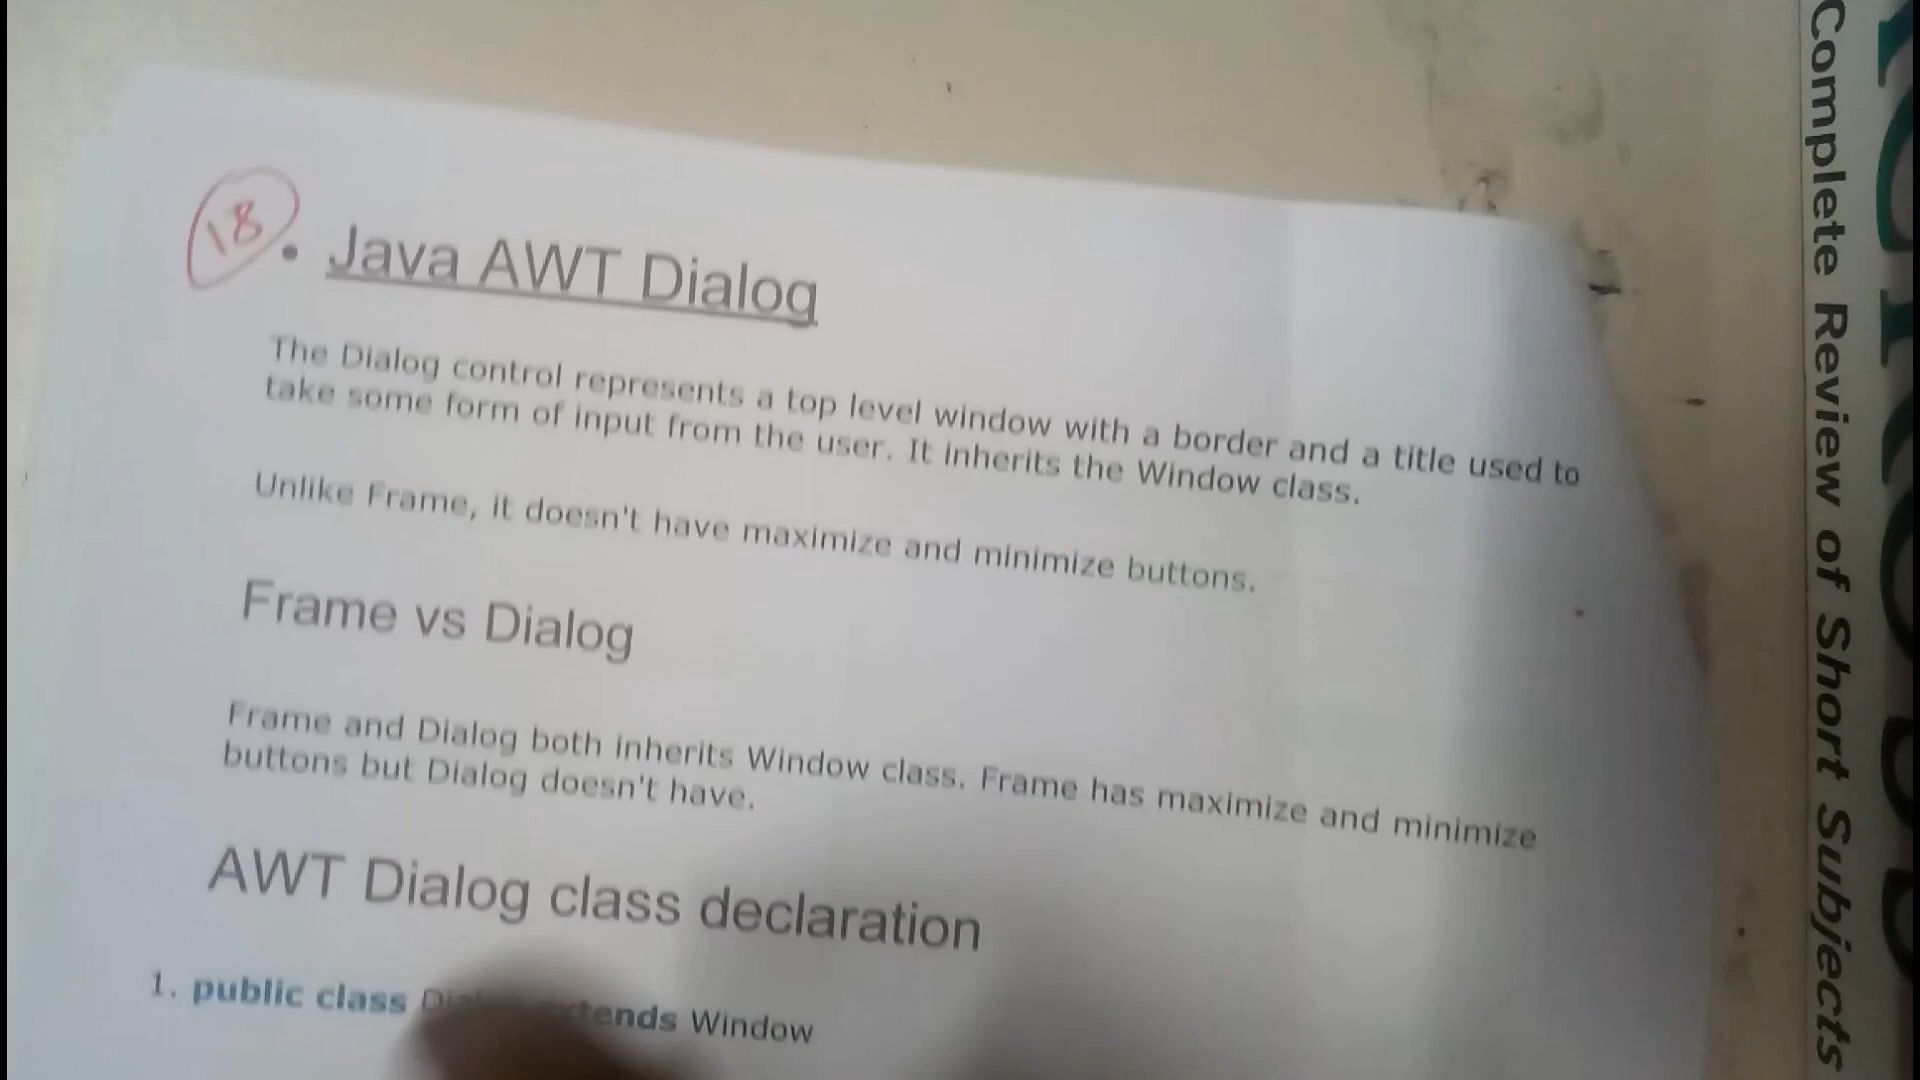 18
• Java AWT Dialog
The Dialog control represents a top level window with a border and a title used to
take some form of input from the user. It inherits the Window class.
Unlike Frame, it doesn't have maximize and minimize buttons.
Frame vs Dialog
Frame and Dialog both inherits Window class. Frame has maximize and minimize
buttons but Dialog doesn't have.
AWT Dialog class declaration
1. public class Window
Complete Review of Short Subjects